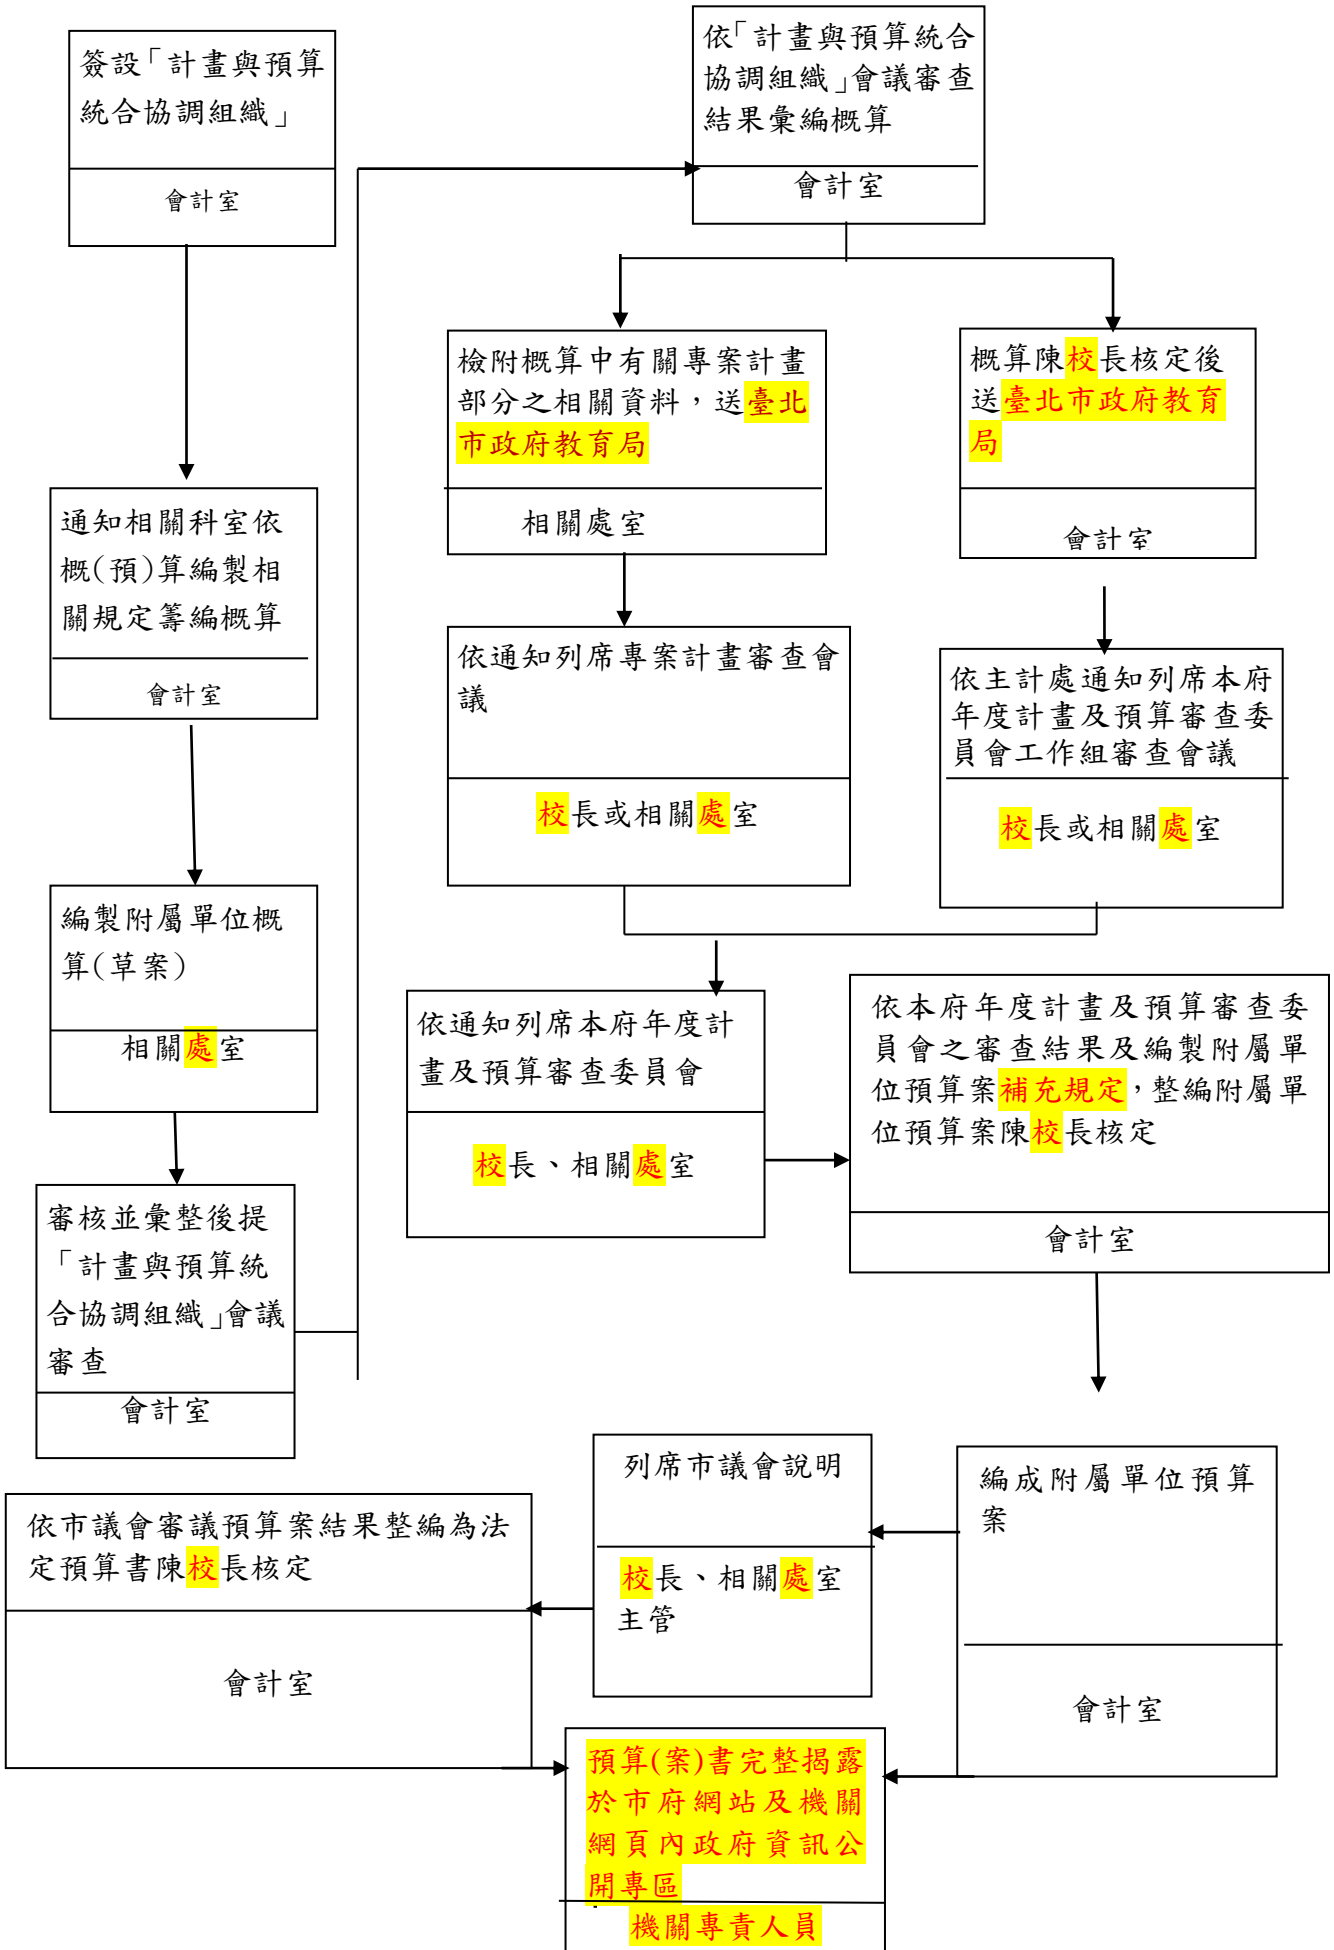 簽設「計畫與預算
統合協調組織」
會計室
通知相關科室依
概(預)算編製相
關規定籌編概算
會計室
編製附屬單位概
算(草案)
相關處室
審核並彙整後提
「計畫與預算統
合協調組織」會議
審查
會計室
依「計畫與預算統合
協調組織」會議審查
結果彙編概算
會計室
檢附概算中有關專案計畫
部分之相關資料，送臺北
市政府教育局
相關處室
概算陳校長核定後
送臺北市政府教育
局
會計室
依通知列席專案計畫審查會
議
校長或相關處室
依主計處通知列席本府
年度計畫及預算審查委
員會工作組審查會議
校長或相關處室
依通知列席本府年度計
畫及預算審查委員會
校長、相關處室
依本府年度計畫及預算審查委
員會之審查結果及編製附屬單
位預算案補充規定，整編附屬單
位預算案陳校長核定
會計室
編成附屬單位預算
案
會計室
列席市議會說明
校長、相關處室
主管
依市議會審議預算案結果整編為法
定預算書陳校長核定
會計室
預算(案)書完整揭露
於市府網站及機關
網頁內政府資訊公
開專區
機關專責人員